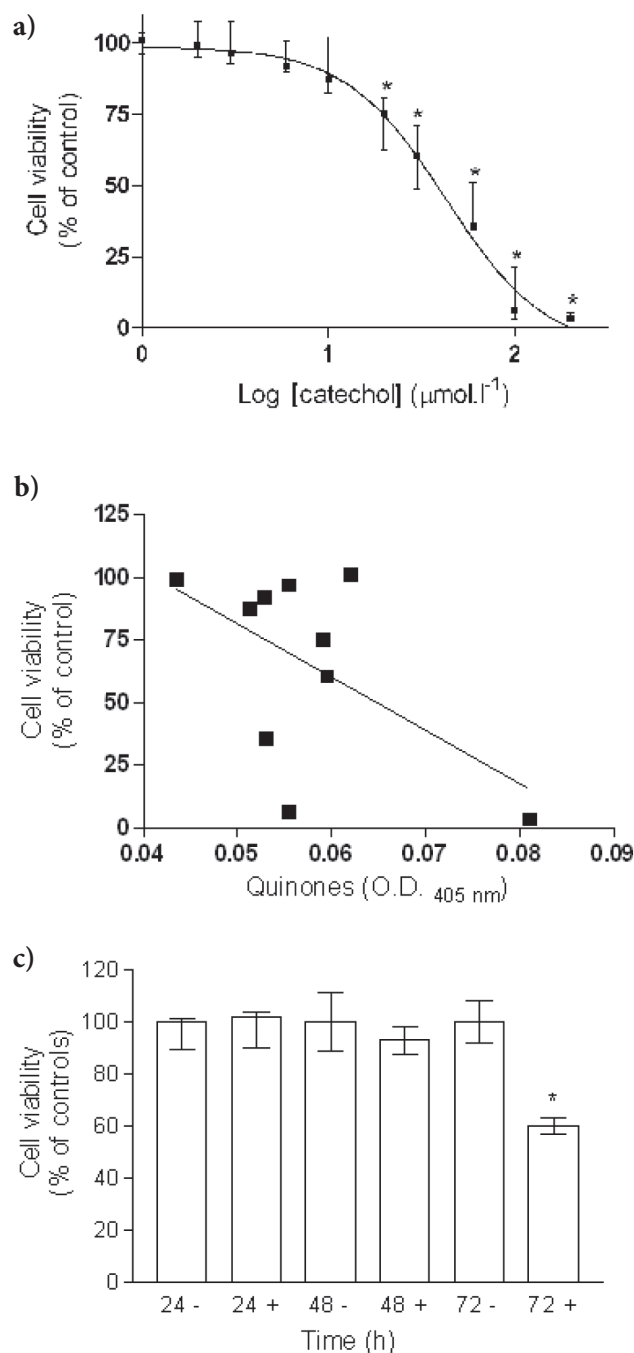 a)
Cell viability
(% of control)
100
75
50
25
0
* * * * *
0 1 2
Log [catechol] (μmol.l⁻¹)
b)
Cell viability
(% of control)
125
100
75
50
25
0
0.04 0.05 0.06 0.07 0.08 0.09
Quinones (O.D. 405 nm)
c)
Cell viability
(% of controls)
120
100
80
60
40
20
0
*
24 - 24 + 48 - 48 + 72 - 72 +
Time (h)